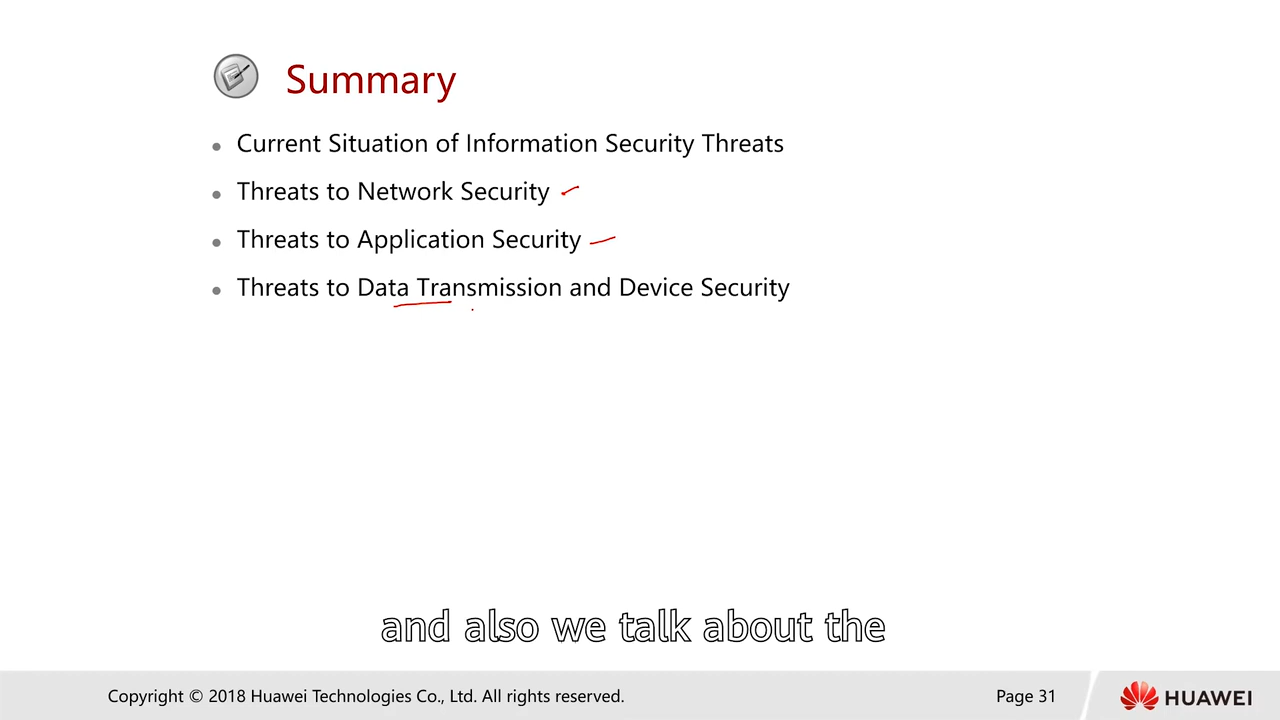 Summary
Current Situation of Information Security Threats
Threats to Network Security
Threats to Application Security
Threats to Data Transmission and Device Security
and also we talk about the
Copyright © 2018 Huawei Technologies Co., Ltd. All rights reserved.
Page 31
HUAWEI